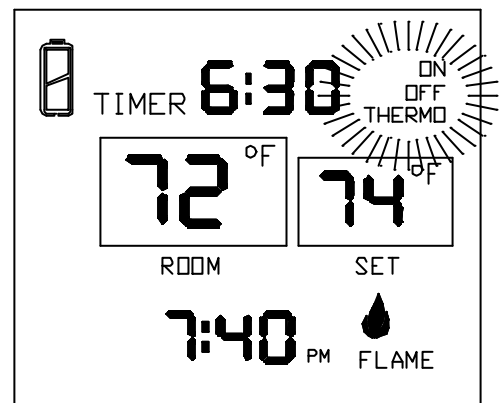 ON
OFF
THERMO
TIMER 6:30
72 °F
74 °F
ROOM
SET
7:40 PM
FLAME